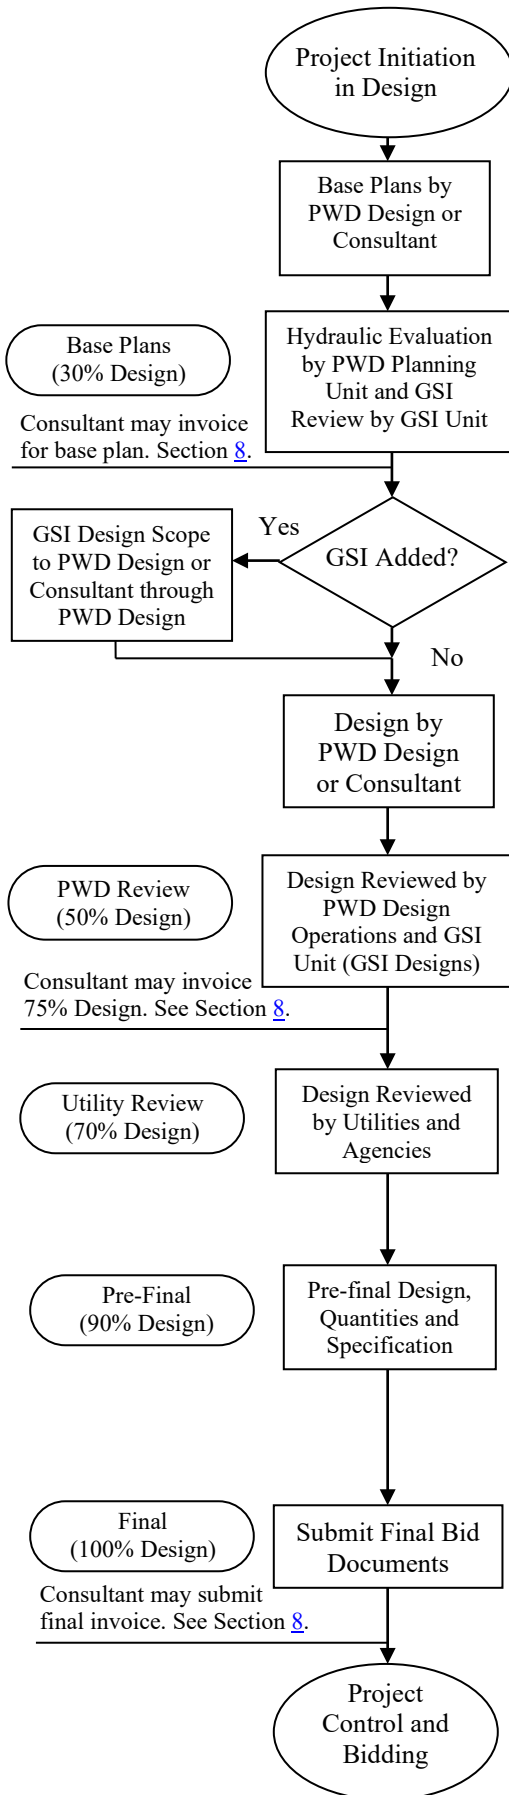 Project Initiation
in Design
Base Plans by
PWD Design or
Consultant
Base Plans
(30% Design)
Hydraulic Evaluation
by PWD Planning
Unit and GSI
Review by GSI Unit
Consultant may invoice
for base plan. Section 8.
GSI Design Scope
to PWD Design or
Consultant through
PWD Design
Yes
GSI Added?
No
Design by
PWD Design
or Consultant
PWD Review
(50% Design)
Design Reviewed by
PWD Design
Operations and GSI
Unit (GSI Designs)
Consultant may invoice
75% Design. See Section 8.
Utility Review
(70% Design)
Design Reviewed
by Utilities and
Agencies
Pre-Final
(90% Design)
Pre-final Design,
Quantities and
Specification
Final
(100% Design)
Submit Final Bid
Documents
Consultant may submit
final invoice. See Section 8.
Project
Control and
Bidding